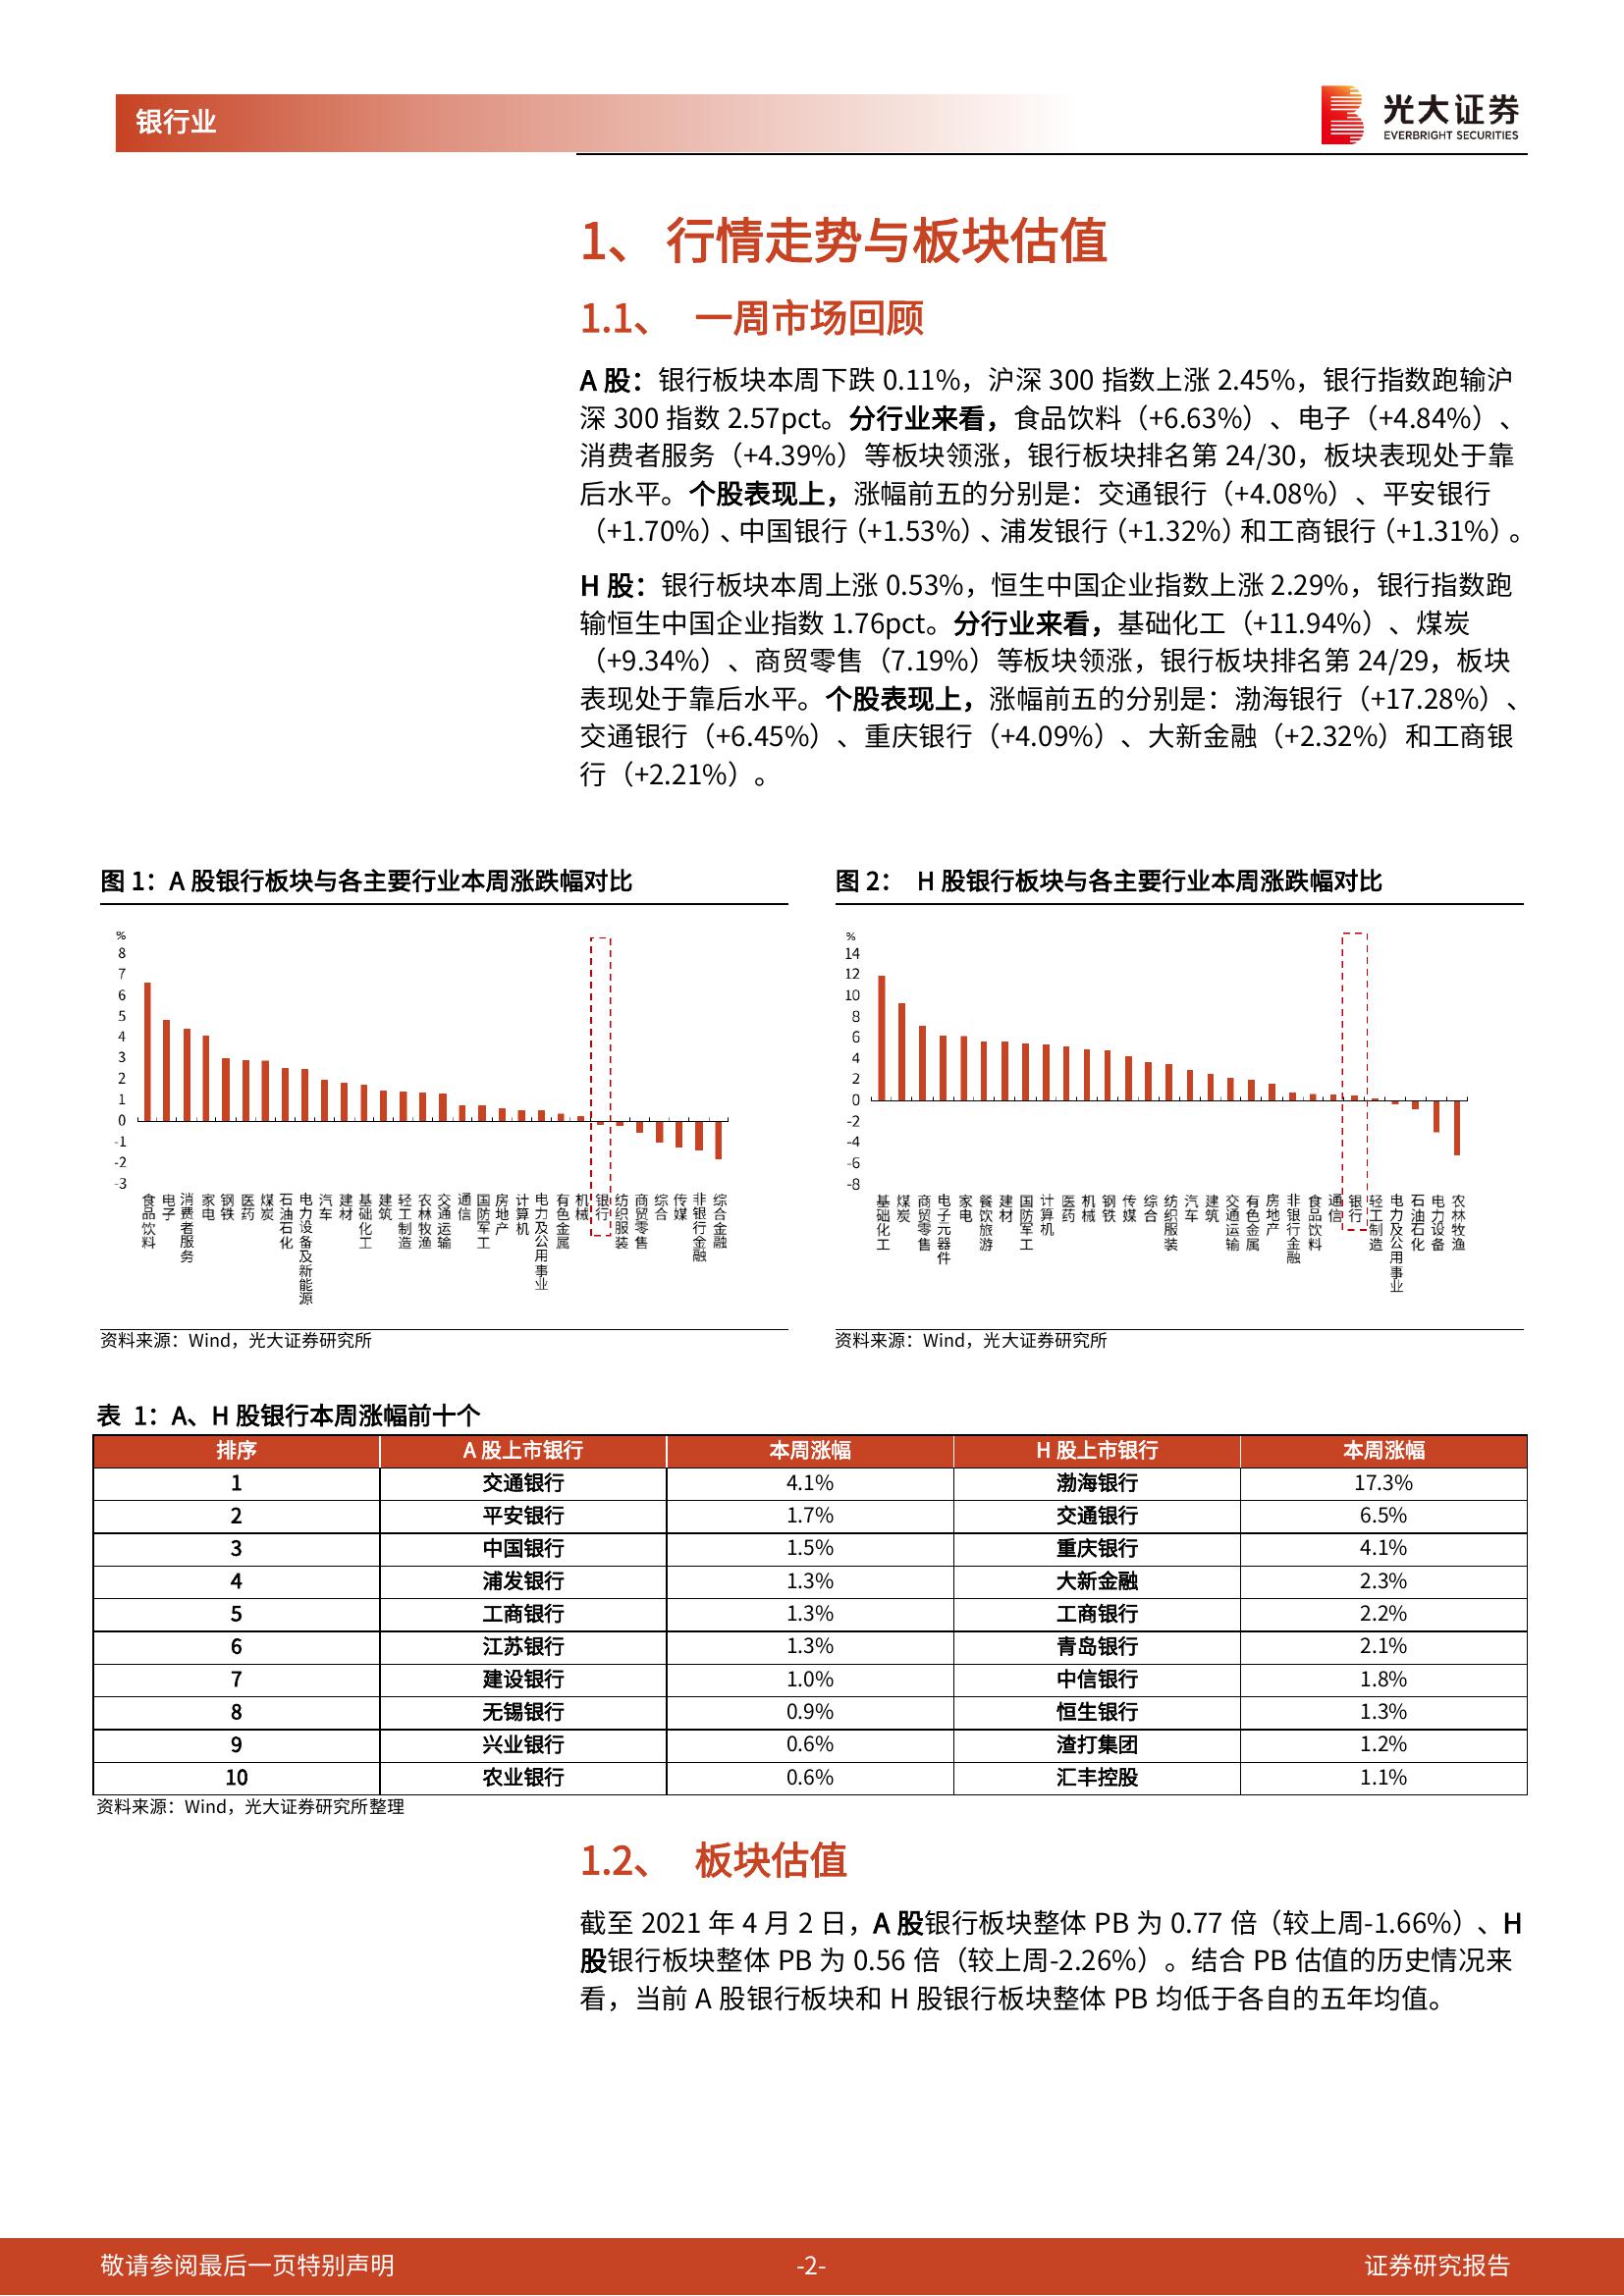 银行业
光大证券
EVERBRIGHT SECURITIES
1、 行情走势与板块估值
1.1、 一周市场回顾
A 股：银行板块本周下跌 0.11%，沪深 300 指数上涨 2.45%，银行指数跑输沪
深 300 指数 2.57pct。分行业来看，食品饮料（+6.63%）、电子（+4.84%）、
消费者服务（+4.39%）等板块领涨，银行板块排名第 24/30，板块表现处于靠
后水平。个股表现上，涨幅前五的分别是：交通银行（+4.08%）、平安银行
（+1.70%）、中国银行（+1.53%）、浦发银行（+1.32%）和工商银行（+1.31%）。
H 股：银行板块本周上涨 0.53%，恒生中国企业指数上涨 2.29%，银行指数跑
输恒生中国企业指数 1.76pct。分行业来看，基础化工（+11.94%）、煤炭
（+9.34%）、商贸零售（7.19%）等板块领涨，银行板块排名第 24/29，板块
表现处于靠后水平。个股表现上，涨幅前五的分别是：渤海银行（+17.28%）、
交通银行（+6.45%）、重庆银行（+4.09%）、大新金融（+2.32%）和工商银
行（+2.21%）。
图 1：A 股银行板块与各主要行业本周涨跌幅对比
%
8
7
6
5
4
3
2
1
0
-1
-2
-3
食品饮料
电子
消费者服务
家电
钢铁
医药
煤炭
石油石化
电力设备及新能源
汽车
建材
基础化工
建筑
轻工制造
农林牧渔
交通运输
通信
国防军工
房地产
计算机
电力及公用事业
有色金属
机械
银行
纺织服装
商贸零售
综合
传媒
非银行金融
综合金融
资料来源：Wind，光大证券研究所
图 2： H 股银行板块与各主要行业本周涨跌幅对比
%
14
12
10
8
6
4
2
0
-2
-4
-6
-8
基础化工
煤炭
商贸零售
电子元器件
家电
餐饮旅游
建材
国防军工
计算机
医药
机械
钢铁
传媒
综合
纺织服装
汽车
建筑
交通运输
有色金属
房地产
非银行金融
食品饮料
通信
银行
轻工制造
电力及公用事业
石油石化
电力设备
农林牧渔
资料来源：Wind，光大证券研究所
表 1：A、H 股银行本周涨幅前十个
排序 A 股上市银行 本周涨幅 H 股上市银行 本周涨幅
1 交通银行 4.1% 渤海银行 17.3%
2 平安银行 1.7% 交通银行 6.5%
3 中国银行 1.5% 重庆银行 4.1%
4 浦发银行 1.3% 大新金融 2.3%
5 工商银行 1.3% 工商银行 2.2%
6 江苏银行 1.3% 青岛银行 2.1%
7 建设银行 1.0% 中信银行 1.8%
8 无锡银行 0.9% 恒生银行 1.3%
9 兴业银行 0.6% 渣打集团 1.2%
10 农业银行 0.6% 汇丰控股 1.1%
资料来源：Wind，光大证券研究所整理
1.2、 板块估值
截至 2021 年 4 月 2 日，A 股银行板块整体 PB 为 0.77 倍（较上周-1.66%）、H
股银行板块整体 PB 为 0.56 倍（较上周-2.26%）。结合 PB 估值的历史情况来
看，当前 A 股银行板块和 H 股银行板块整体 PB 均低于各自的五年均值。
敬请参阅最后一页特别声明
-2-
证券研究报告